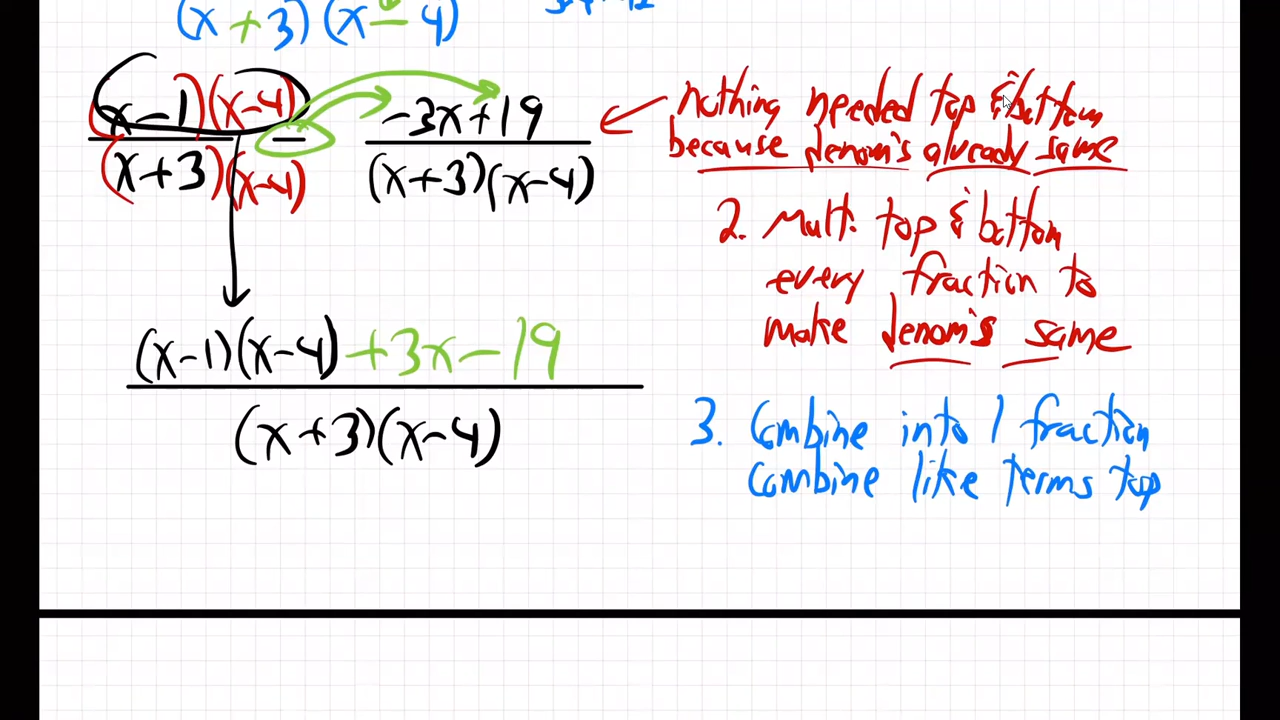 (x + 3)(x - 4)
(x-1)(x-4) - -3x+19
(x+3)(x-4) (x+3)(x-4)
nothing needed top & bottom
because denom's already same
2. Mult. top & bottom
every fraction to
make denom's same
(x-1)(x-4) +3x-19
(x+3)(x-4)
3. Combine into 1 fraction
combine like terms top